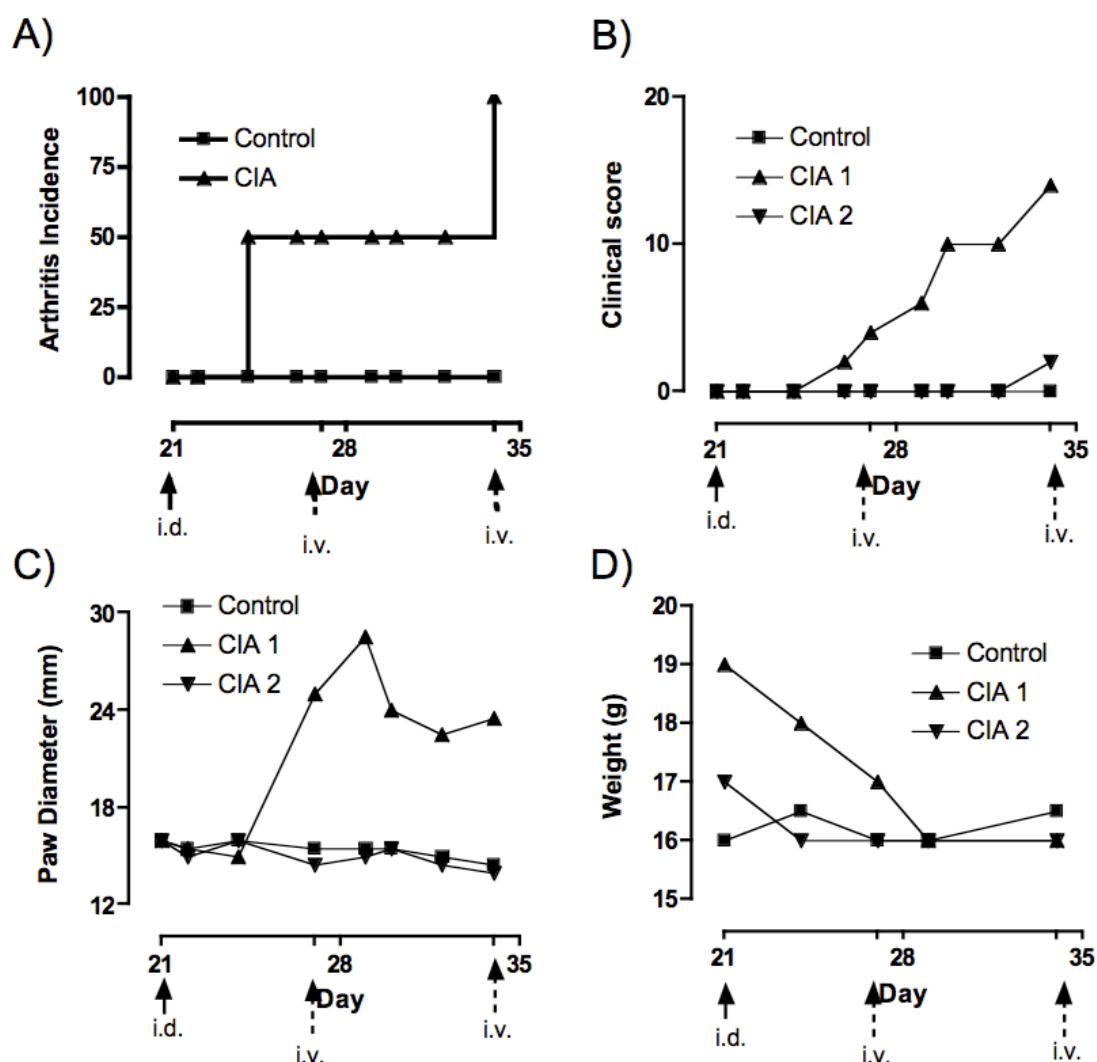 A)
100
75
50
25
0
Arthritis Incidence
Control
CIA
21
28
35
Day
i.d.
i.v.
i.v.
B)
20
10
0
Clinical score
Control
CIA 1
CIA 2
21
28
35
Day
i.d.
i.v.
i.v.
C)
30
24
18
12
Paw Diameter (mm)
Control
CIA 1
CIA 2
21
28
35
Day
i.d.
i.v.
i.v.
D)
20
19
18
17
16
15
Weight (g)
Control
CIA 1
CIA 2
21
28
35
Day
i.d.
i.v.
i.v.